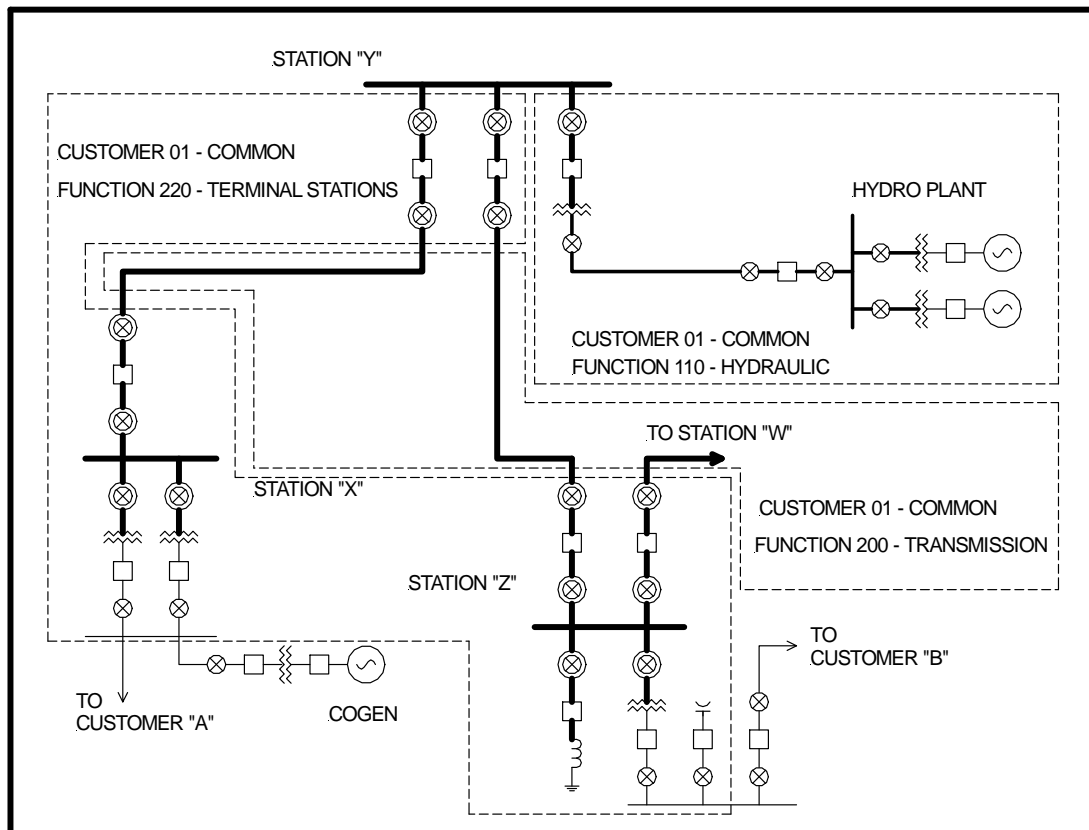 STATION "Y"
CUSTOMER 01 - COMMON
FUNCTION 220 - TERMINAL STATIONS
HYDRO PLANT
CUSTOMER 01 - COMMON
FUNCTION 110 - HYDRAULIC
TO STATION "W"
STATION "X"
CUSTOMER 01 - COMMON
FUNCTION 200 - TRANSMISSION
STATION "Z"
TO
CUSTOMER "B"
TO
CUSTOMER "A"
COGEN